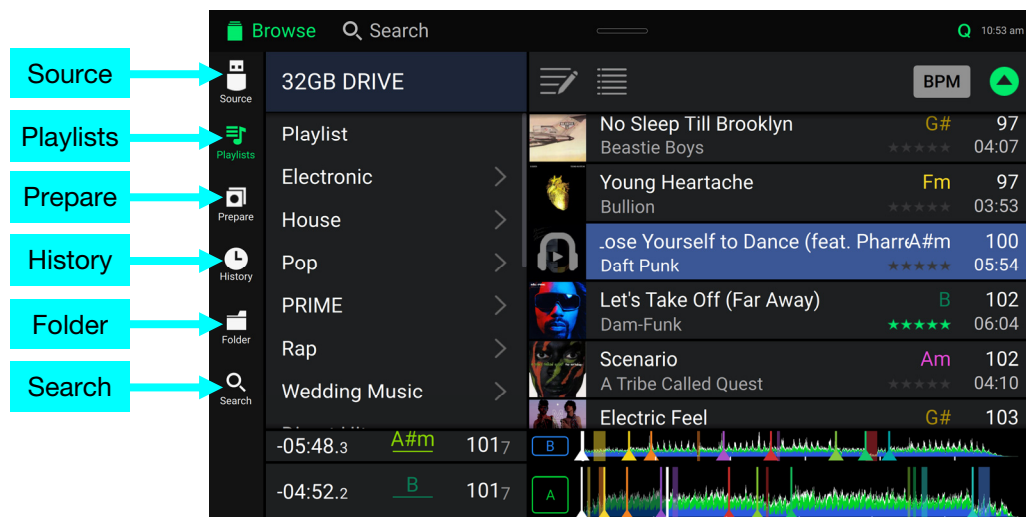 Browse
Search
Q
10:53 am
Source
Playlists
Prepare
History
Folder
Search
Source
Playlists
Prepare
History
Folder
Search
32GB DRIVE
Playlist
Electronic
House
Pop
PRIME
Rap
Wedding Music
BPM
No Sleep Till Brooklyn G# 97
Beastie Boys ★★★★★ 04:07
Young Heartache Fm 97
Bullion ★★★★★ 03:53
ose Yourself to Dance (feat. Pharr A#m 100
Daft Punk ★★★★★ 05:54
Let's Take Off (Far Away) B 102
Dam-Funk ★★★★★ 06:04
Scenario Am 102
A Tribe Called Quest ★★★★★ 04:10
Electric Feel G# 103
-05:48.3 A#m 1017
B
-04:52.2 B 1017
A